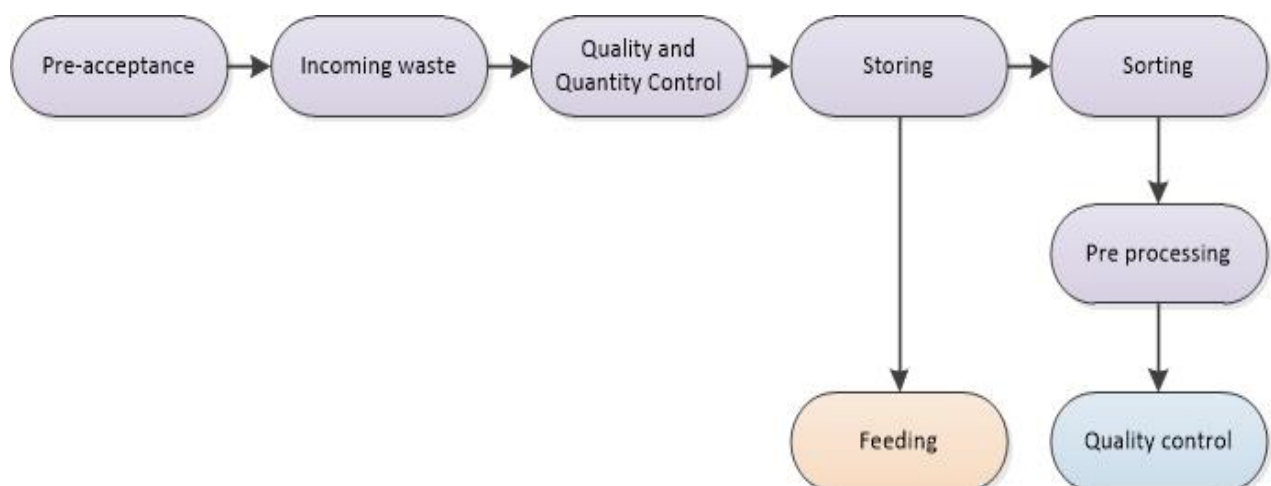 Pre-acceptance
Incoming waste
Quality and
Quantity Control
Storing
Sorting
Pre processing
Feeding
Quality control